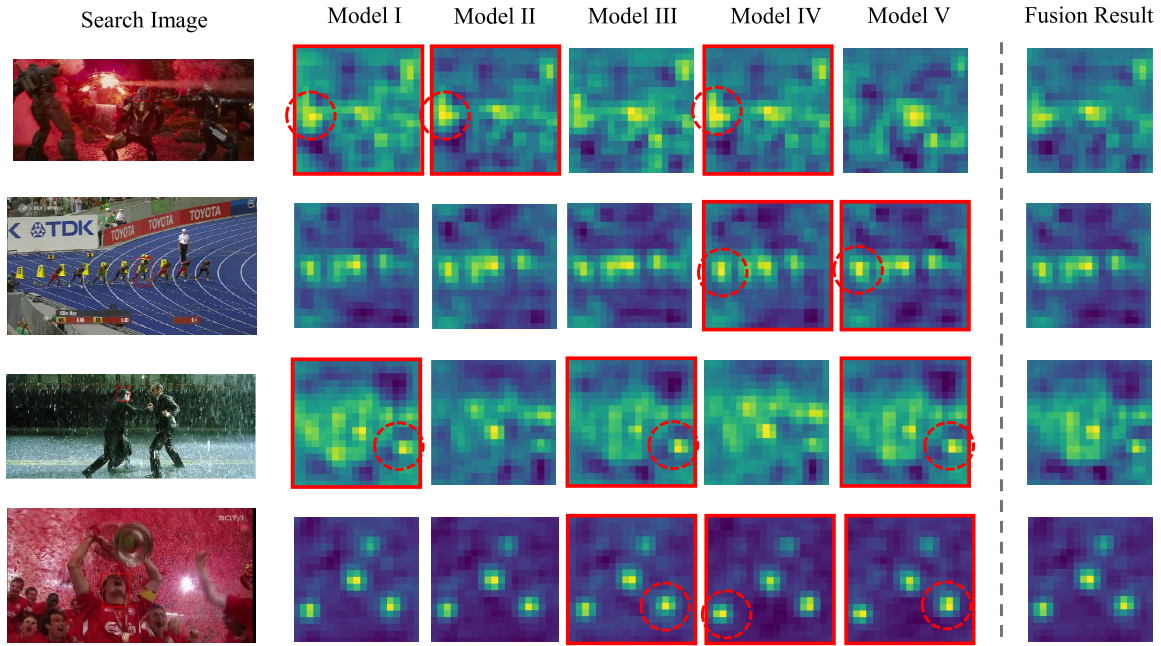 Search Image
Model I
Model II
Model III
Model IV
Model V
Fusion Result
TDK
TOYOTA
TOYOTA
TOYOTA